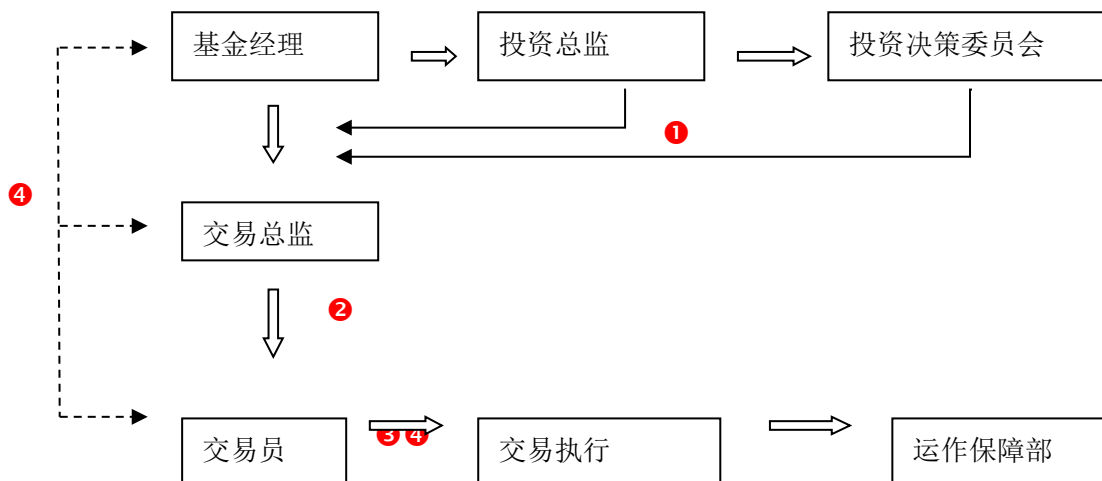 基金经理
投资总监
投资决策委员会
❶
❹
交易总监
❷
交易员
❸❹
交易执行
运作保障部